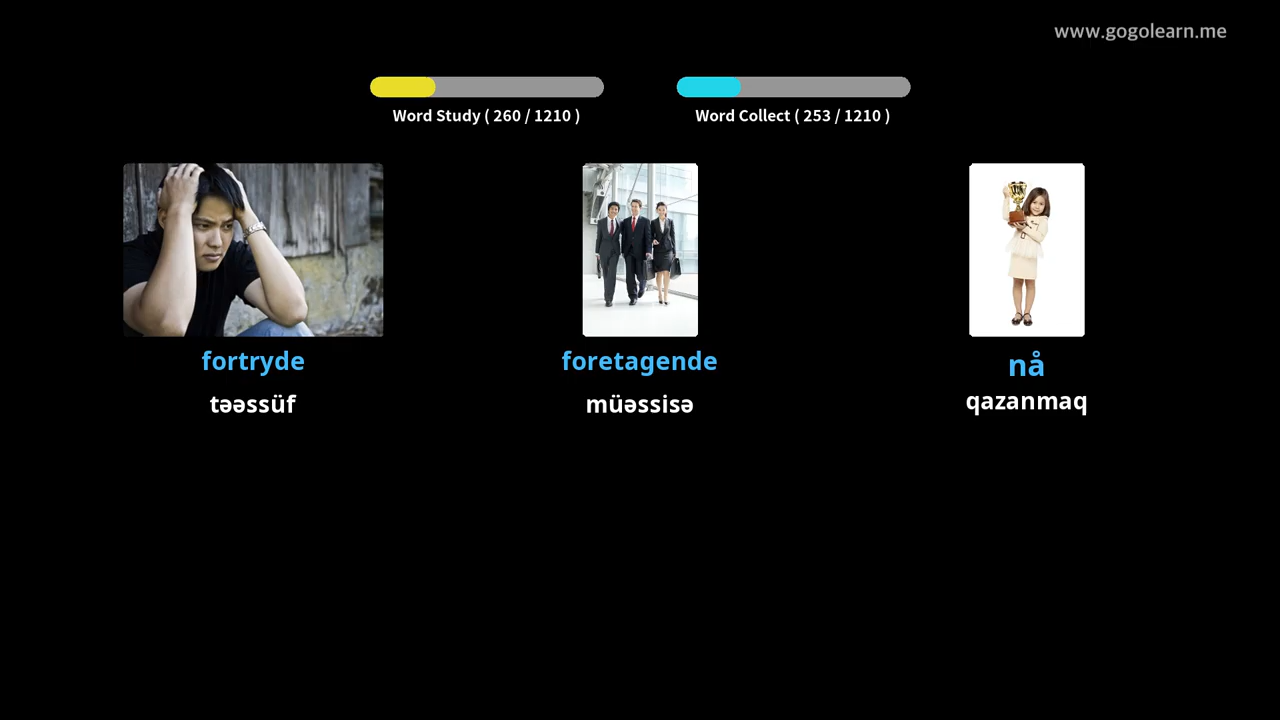 www.gogolearn.me
Word Study ( 260 / 1210 )
Word Collect ( 253 / 1210 )
fortryde
foretagende
nå
təəssüf
müəssisə
qazanmaq